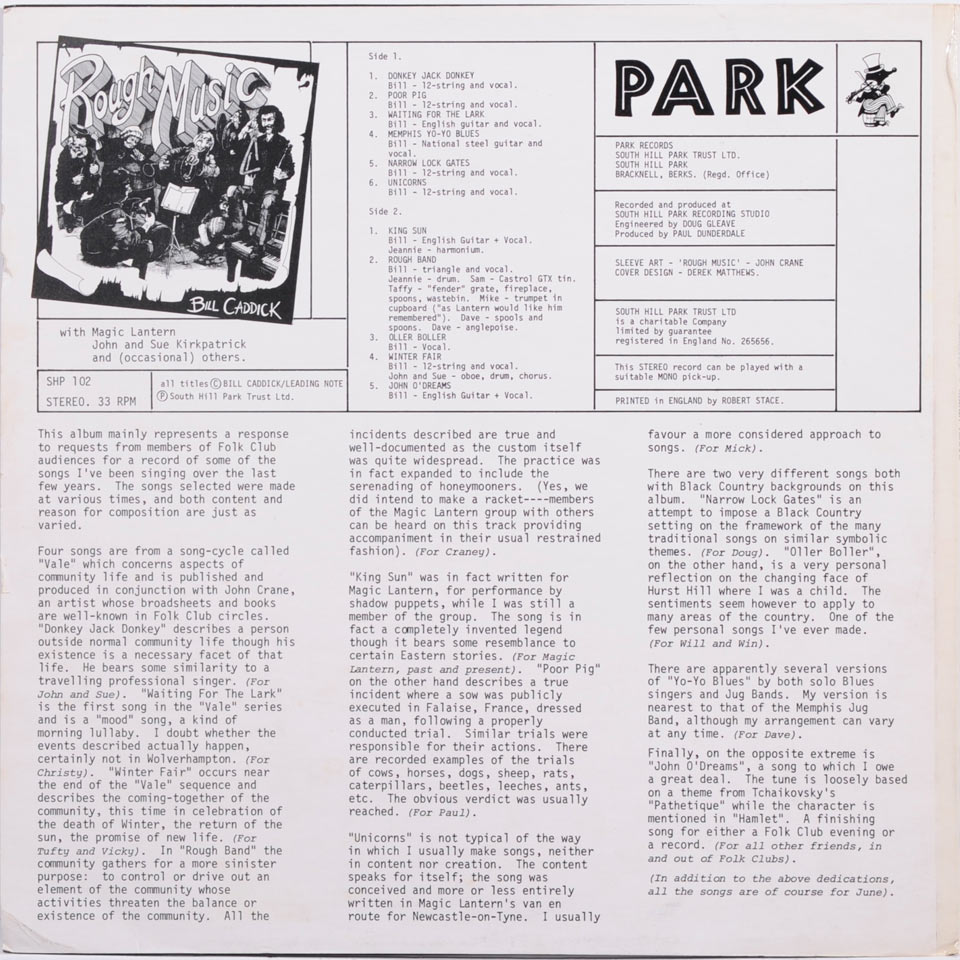 Rough Music
BILL CADDICK
with Magic Lantern
John and Sue Kirkpatrick
and (occasional) others.
SHP 102
STEREO. 33 RPM
all titles Ⓒ BILL CADDICK/LEADING NOTE
Ⓟ South Hill Park Trust Ltd.
Side 1.
1. DONKEY JACK DONKEY
Bill - 12-string and vocal.
2. POOR PIG
Bill - 12-string and vocal.
3. WAITING FOR THE LARK
Bill - English guitar and vocal.
4. MEMPHIS YO-YO BLUES
Bill - National steel guitar and
vocal.
5. NARROW LOCK GATES
Bill - 12-string and vocal.
6. UNICORNS
Bill - 12-string and vocal.
Side 2.
1. KING SUN
Bill - English Guitar + Vocal.
Jeannie - harmonium.
2. ROUGH BAND
Bill - triangle and vocal.
Jeannie - drum. Sam - Castrol GTX tin.
Taffy - "fender" grate, fireplace,
spoons, wastebin. Mike - trumpet in
cupboard ("as Lantern would like him
remembered"). Dave - spools and
spoons. Dave - anglepoise.
3. OLLER BOLLER
Bill - Vocal.
4. WINTER FAIR
Bill - 12-string and vocal.
John and Sue - oboe, drum, chorus.
5. JOHN O'DREAMS
Bill - English Guitar + Vocal.
PARK
PARK RECORDS
SOUTH HILL PARK TRUST LTD.
SOUTH HILL PARK
BRACKNELL, BERKS. (Regd. Office)
Recorded and produced at
SOUTH HILL PARK RECORDING STUDIO
Engineered by DOUG GLEAVE
Produced by PAUL DUNDERDALE
SLEEVE ART - 'ROUGH MUSIC' - JOHN CRANE
COVER DESIGN - DEREK MATTHEWS.
SOUTH HILL PARK TRUST LTD
is a charitable Company
limited by guarantee
registered in England No. 265656.
This STEREO record can be played with a
suitable MONO pick-up.
PRINTED in ENGLAND by ROBERT STACE.
This album mainly represents a response
to requests from members of Folk Club
audiences for a record of some of the
songs I've been singing over the last
few years. The songs selected were made
at various times, and both content and
reason for composition are just as
varied.
Four songs are from a song-cycle called
"Vale" which concerns aspects of
community life and is published and
produced in conjunction with John Crane,
an artist whose broadsheets and books
are well-known in Folk Club circles.
"Donkey Jack Donkey" describes a person
outside normal community life though his
existence is a necessary facet of that
life. He bears some similarity to a
travelling professional singer. (For
John and Sue). "Waiting For The Lark"
is the first song in the "Vale" series
and is a "mood" song, a kind of
morning lullaby. I doubt whether the
events described actually happen,
certainly not in Wolverhampton. (For
Christy). "Winter Fair" occurs near
the end of the "Vale" sequence and
describes the coming-together of the
community, this time in celebration of
the death of Winter, the return of the
sun, the promise of new life. (For
Tufty and Vicky). In "Rough Band" the
community gathers for a more sinister
purpose: to control or drive out an
element of the community whose
activities threaten the balance or
existence of the community. All the
incidents described are true and
well-documented as the custom itself
was quite widespread. The practice was
in fact expanded to include the
serenading of honeymooners. (Yes, we
did intend to make a racket----members
of the Magic Lantern group with others
can be heard on this track providing
accompaniment in their usual restrained
fashion). (For Craney).
"King Sun" was in fact written for
Magic Lantern, for performance by
shadow puppets, while I was still a
member of the group. The song is in
fact a completely invented legend
though it bears some resemblance to
certain Eastern stories. (For Magic
Lantern, past and present). "Poor Pig"
on the other hand describes a true
incident where a sow was publicly
executed in Falaise, France, dressed
as a man, following a properly
conducted trial. Similar trials were
responsible for their actions. There
are recorded examples of the trials
of cows, horses, dogs, sheep, rats,
caterpillars, beetles, leeches, ants,
etc. The obvious verdict was usually
reached. (For Paul).
"Unicorns" is not typical of the way
in which I usually make songs, neither
in content nor creation. The content
speaks for itself; the song was
conceived and more or less entirely
written in Magic Lantern's van en
route for Newcastle-on-Tyne. I usually
favour a more considered approach to
songs. (For Mick).
There are two very different songs both
with Black Country backgrounds on this
album. "Narrow Lock Gates" is an
attempt to impose a Black Country
setting on the framework of the many
traditional songs on similar symbolic
themes. (For Doug). "Oller Boller",
on the other hand, is a very personal
reflection on the changing face of
Hurst Hill where I was a child. The
sentiments seem however to apply to
many areas of the country. One of the
few personal songs I've ever made.
(For Will and Win).
There are apparently several versions
of "Yo-Yo Blues" by both solo Blues
singers and Jug Bands. My version is
nearest to that of the Memphis Jug
Band, although my arrangement can vary
at any time. (For Dave).
Finally, on the opposite extreme is
"John O'Dreams", a song to which I owe
a great deal. The tune is loosely based
on a theme from Tchaikovsky's
"Pathetique" while the character is
mentioned in "Hamlet". A finishing
song for either a Folk Club evening or
a record. (For all other friends, in
and out of Folk Clubs).
(In addition to the above dedications,
all the songs are of course for June).